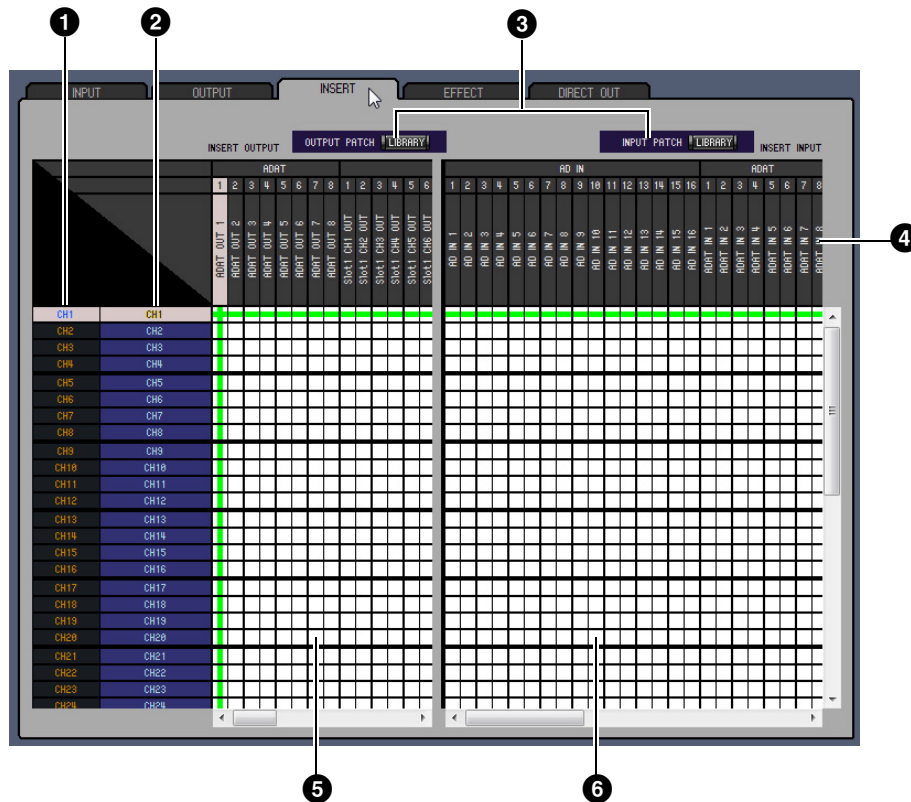 1 2 3
INPUT OUTPUT INSERT EFFECT DIRECT OUT
INSERT OUTPUT OUTPUT PATCH LIBRARY INPUT PATCH LIBRARY INSERT INPUT
ADAT AD IN ADAT
1 2 3 4 5 6 7 8 1 2 3 4 5 6 1 2 3 4 5 6 7 8 9 10 11 12 13 14 15 16 1 2 3 4 5 6 7 8
ADAT OUT 1
ADAT OUT 2
ADAT OUT 3
ADAT OUT 4
ADAT OUT 5
ADAT OUT 6
ADAT OUT 7
ADAT OUT 8
Slot1 CH1 OUT
Slot1 CH2 OUT
Slot1 CH3 OUT
Slot1 CH4 OUT
Slot1 CH5 OUT
Slot1 CH6 OUT
AD IN 1
AD IN 2
AD IN 3
AD IN 4
AD IN 5
AD IN 6
AD IN 7
AD IN 8
AD IN 9
AD IN 10
AD IN 11
AD IN 12
AD IN 13
AD IN 14
AD IN 15
AD IN 16
ADAT IN 1
ADAT IN 2
ADAT IN 3
ADAT IN 4
ADAT IN 5
ADAT IN 6
ADAT IN 7
ADAT IN 8
4
CH1 CH1
CH2 CH2
CH3 CH3
CH4 CH4
CH5 CH5
CH6 CH6
CH7 CH7
CH8 CH8
CH9 CH9
CH10 CH10
CH11 CH11
CH12 CH12
CH13 CH13
CH14 CH14
CH15 CH15
CH16 CH16
CH17 CH17
CH18 CH18
CH19 CH19
CH20 CH20
CH21 CH21
CH22 CH22
CH23 CH23
CH24 CH24
5 6